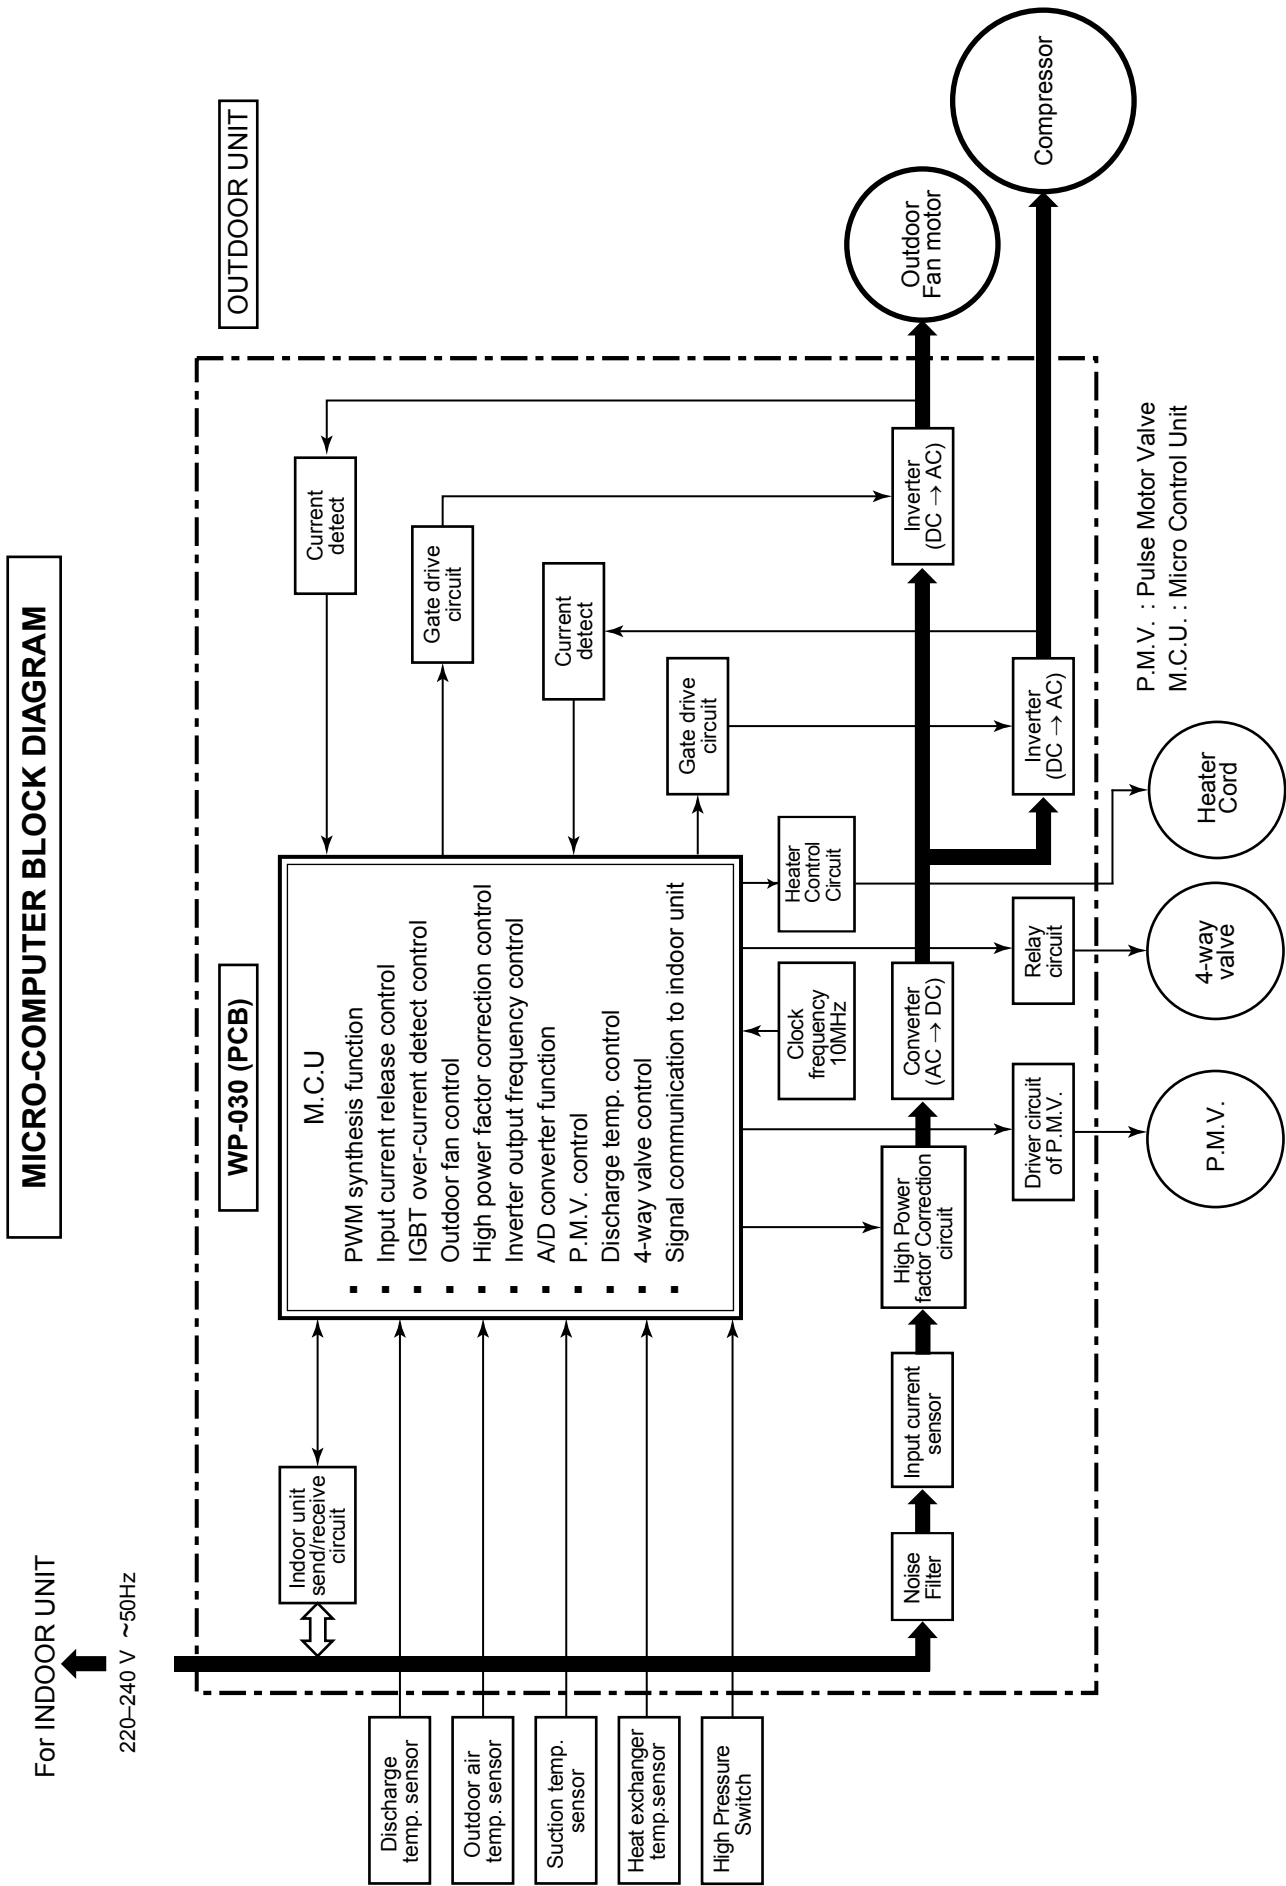 MICRO-COMPUTER BLOCK DIAGRAM
For INDOOR UNIT
220–240 V ~50Hz
WP-030 (PCB)
OUTDOOR UNIT
Indoor unit
send/receive
circuit
M.C.U
▪ PWM synthesis function
▪ Input current release control
▪ IGBT over-current detect control
▪ Outdoor fan control
▪ High power factor correction control
▪ Inverter output frequency control
▪ A/D converter function
▪ P.M.V. control
▪ Discharge temp. control
▪ 4-way valve control
▪ Signal communication to indoor unit
Current
detect
Gate drive
circuit
Current
detect
Gate drive
circuit
Discharge
temp. sensor
Outdoor air
temp. sensor
Suction temp.
sensor
Heat exchanger
temp.sensor
High Pressure
Switch
Clock
frequency
10MHz
Heater
Control
Circuit
Noise
Filter
Input current
sensor
High Power
factor Correction
circuit
Converter
(AC → DC)
Inverter
(DC → AC)
Outdoor
Fan motor
Driver circuit
of P.M.V.
Relay
circuit
Inverter
(DC → AC)
Compressor
P.M.V.
4-way
valve
Heater
Cord
P.M.V. : Pulse Motor Valve
M.C.U. : Micro Control Unit